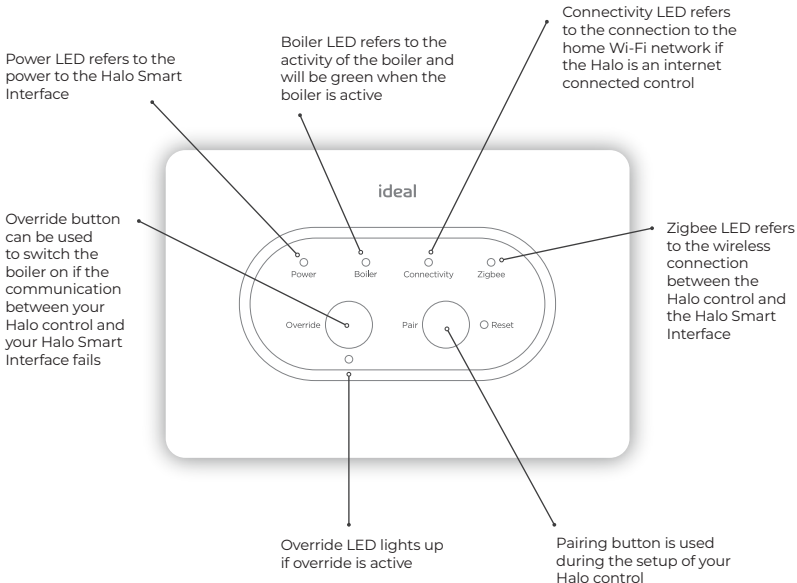 Connectivity LED refers
to the connection to the
home Wi-Fi network if
the Halo is an internet
connected control
Boiler LED refers to the
activity of the boiler and
will be green when the
boiler is active
Power LED refers to the
power to the Halo Smart
Interface
ideal
Override button
can be used
to switch the
boiler on if the
communication
between your
Halo control and
your Halo Smart
Interface fails
Zigbee LED refers
to the wireless
connection
between the
Halo control and
the Halo Smart
Interface
Power Boiler Connectivity Zigbee
Override Pair Reset
Override LED lights up
if override is active
Pairing button is used
during the setup of your
Halo control